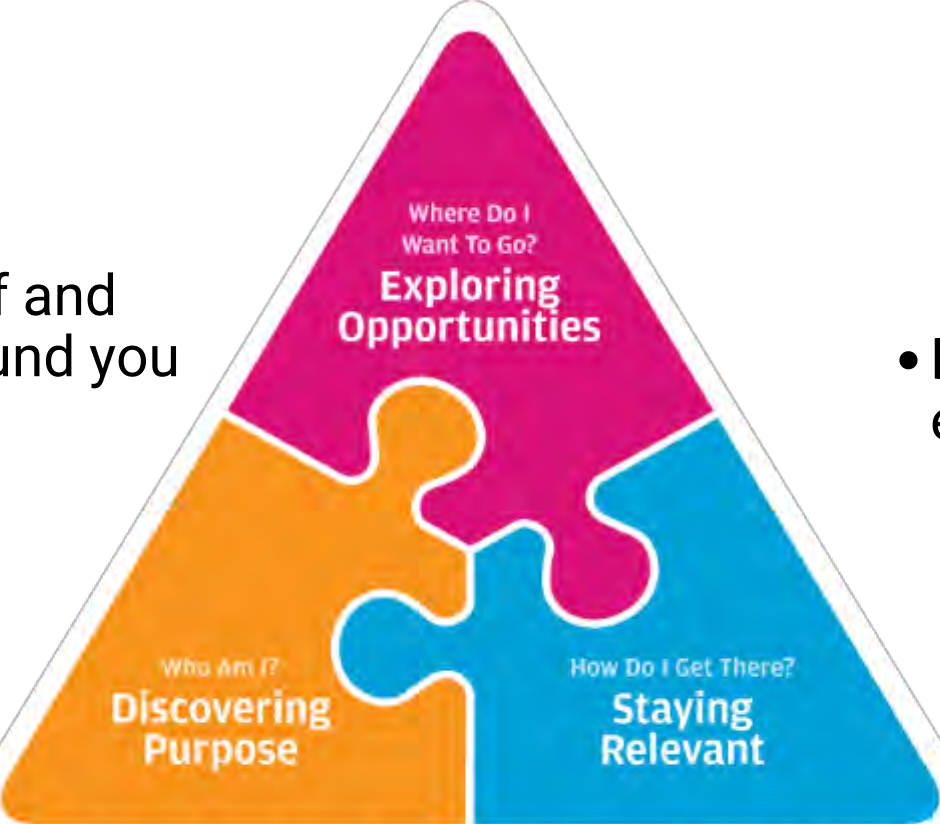 Where Do I
Want To Go?
Exploring
Opportunities
and
you
Who Am I?
Discovering
Purpose
How Do I Get There?
Staying
Relevant